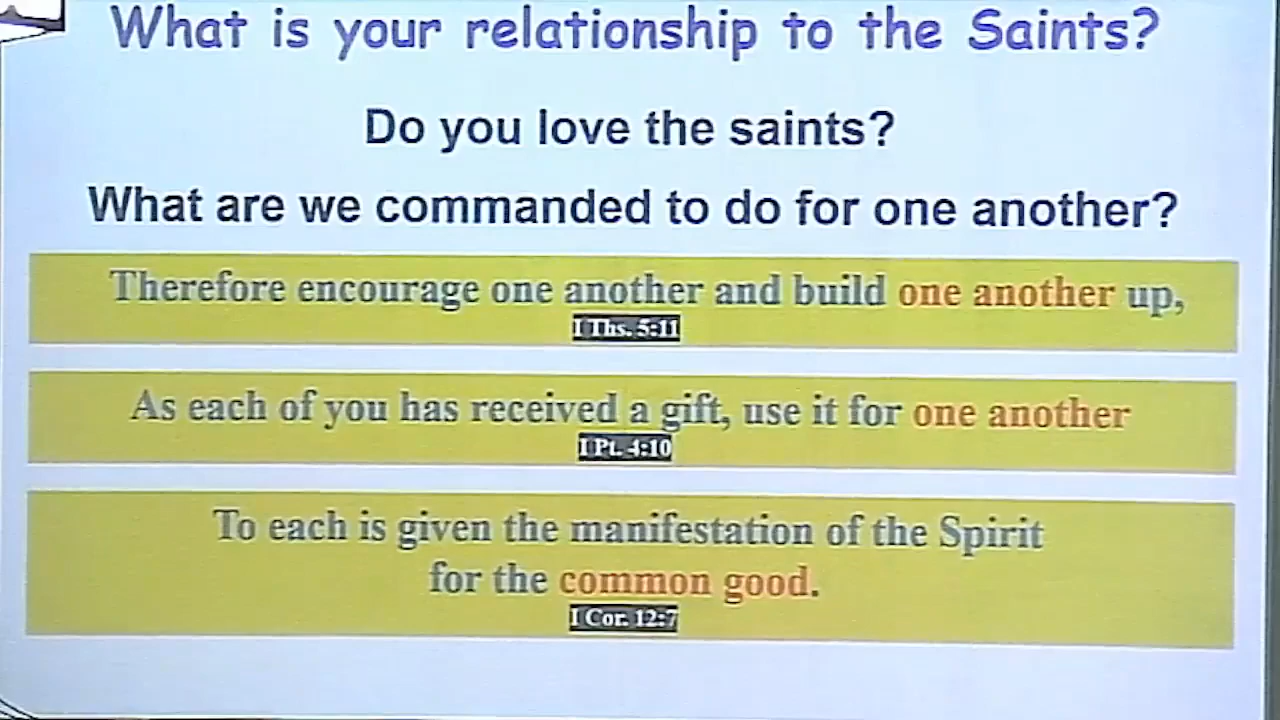 What is your relationship to the Saints?
Do you love the saints?
What are we commanded to do for one another?
Therefore encourage one another and build one another up,
I Ths. 5:11
As each of you has received a gift, use it for one another
I Pt. 4:10
To each is given the manifestation of the Spirit
for the common good.
I Cor. 12:7